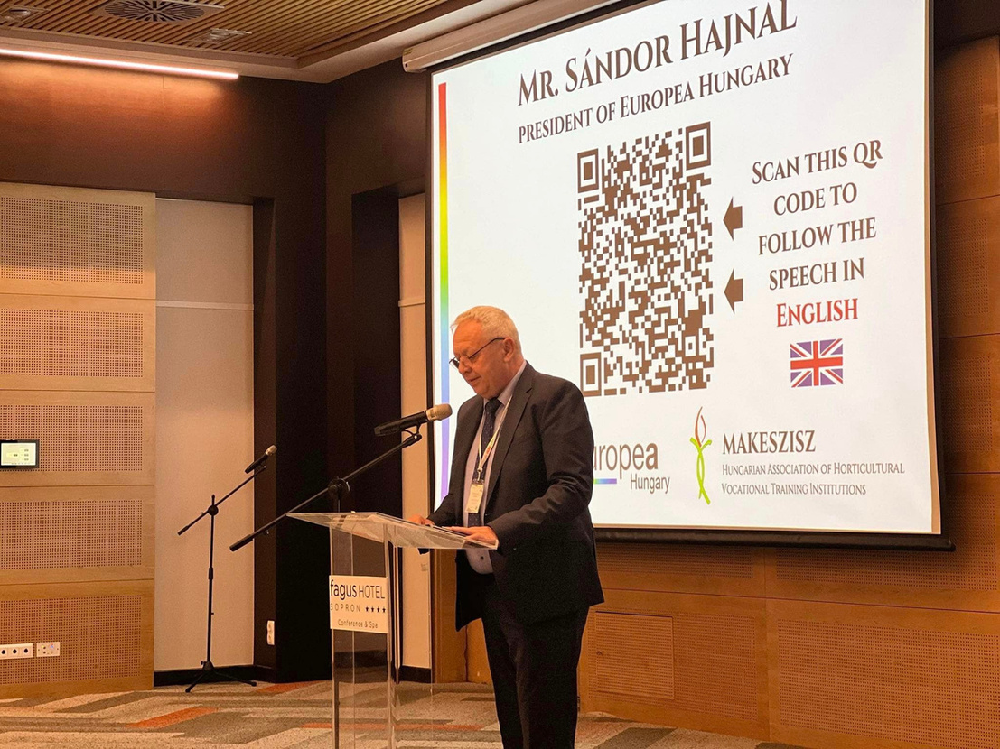 MR. SÁNDOR HAJNAL
PRESIDENT OF EUROPEA HUNGARY
SCAN THIS QR
CODE TO
FOLLOW THE
SPEECH IN
ENGLISH
uropea
Hungary
MAKESZISZ
HUNGARIAN ASSOCIATION OF HORTICULTURAL
VOCATIONAL TRAINING INSTITUTIONS
fagus HOTEL
SOPRON ★★★★
Conference & Spa